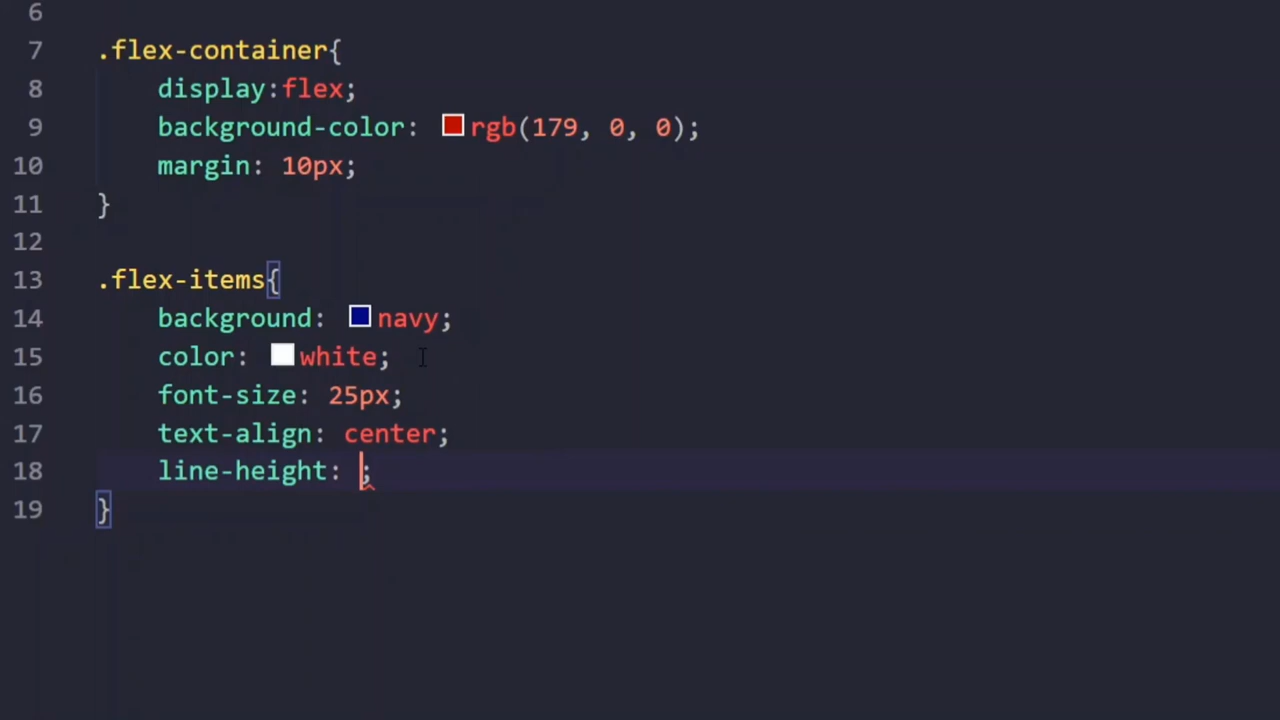 6
7 .flex-container{
8 display:flex;
9 background-color: rgb(179, 0, 0);
10 margin: 10px;
11 }
12
13 .flex-items{
14 background: navy;
15 color: white;
16 font-size: 25px;
17 text-align: center;
18 line-height: ;
19 }